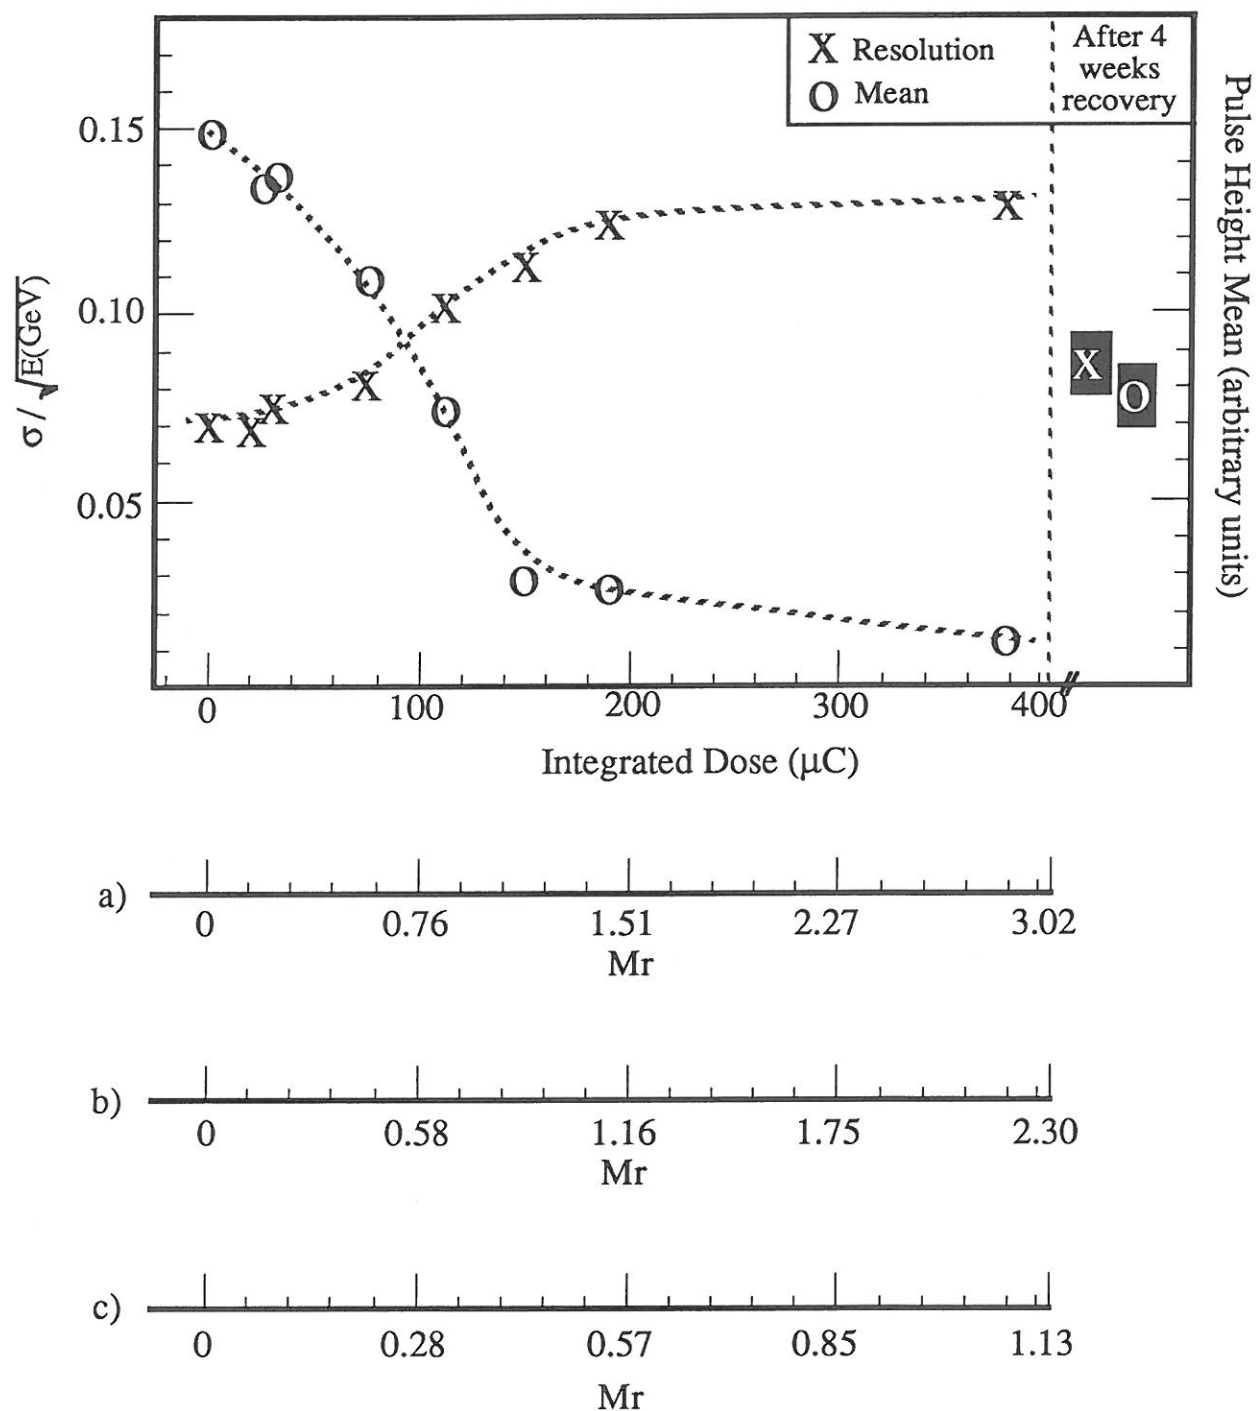 X Resolution
O Mean
After 4
weeks
recovery
0.15
0.10
0.05
σ / √E(GeV)
Pulse Height Mean (arbitrary units)
0 100 200 300 400
Integrated Dose (μC)
a)
0 0.76 1.51 2.27 3.02
Mr
b)
0 0.58 1.16 1.75 2.30
Mr
c)
0 0.28 0.57 0.85 1.13
Mr